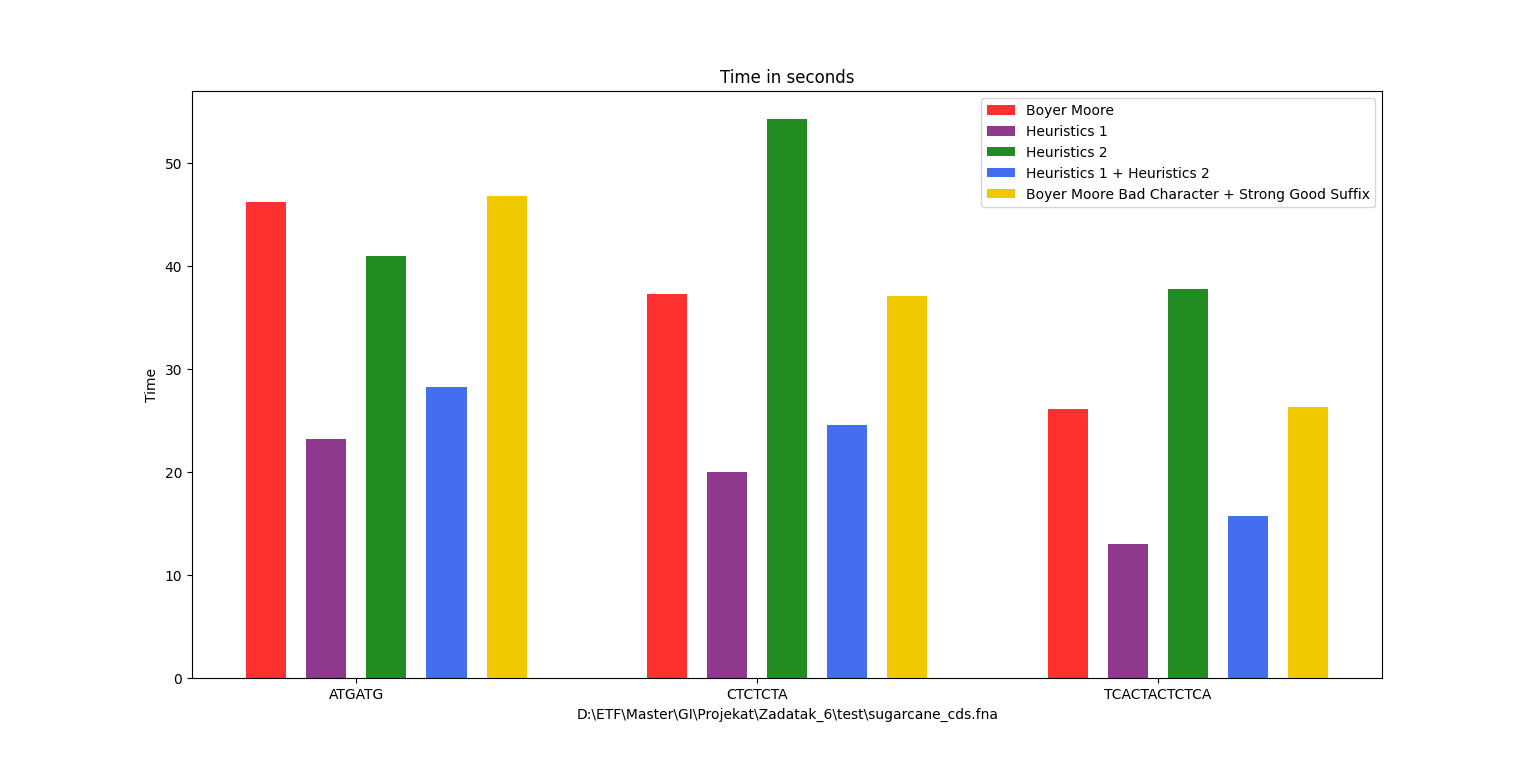 Time in seconds
Boyer Moore
Heuristics 1
Heuristics 2
Heuristics 1 + Heuristics 2
Boyer Moore Bad Character + Strong Good Suffix
50
40
30
20
10
0
Time
ATGATG
CTCTCTA
TCACTACTCTCA
D:\ETF\Master\GI\Projekat\Zadatak_6\test\sugarcane_cds.fna